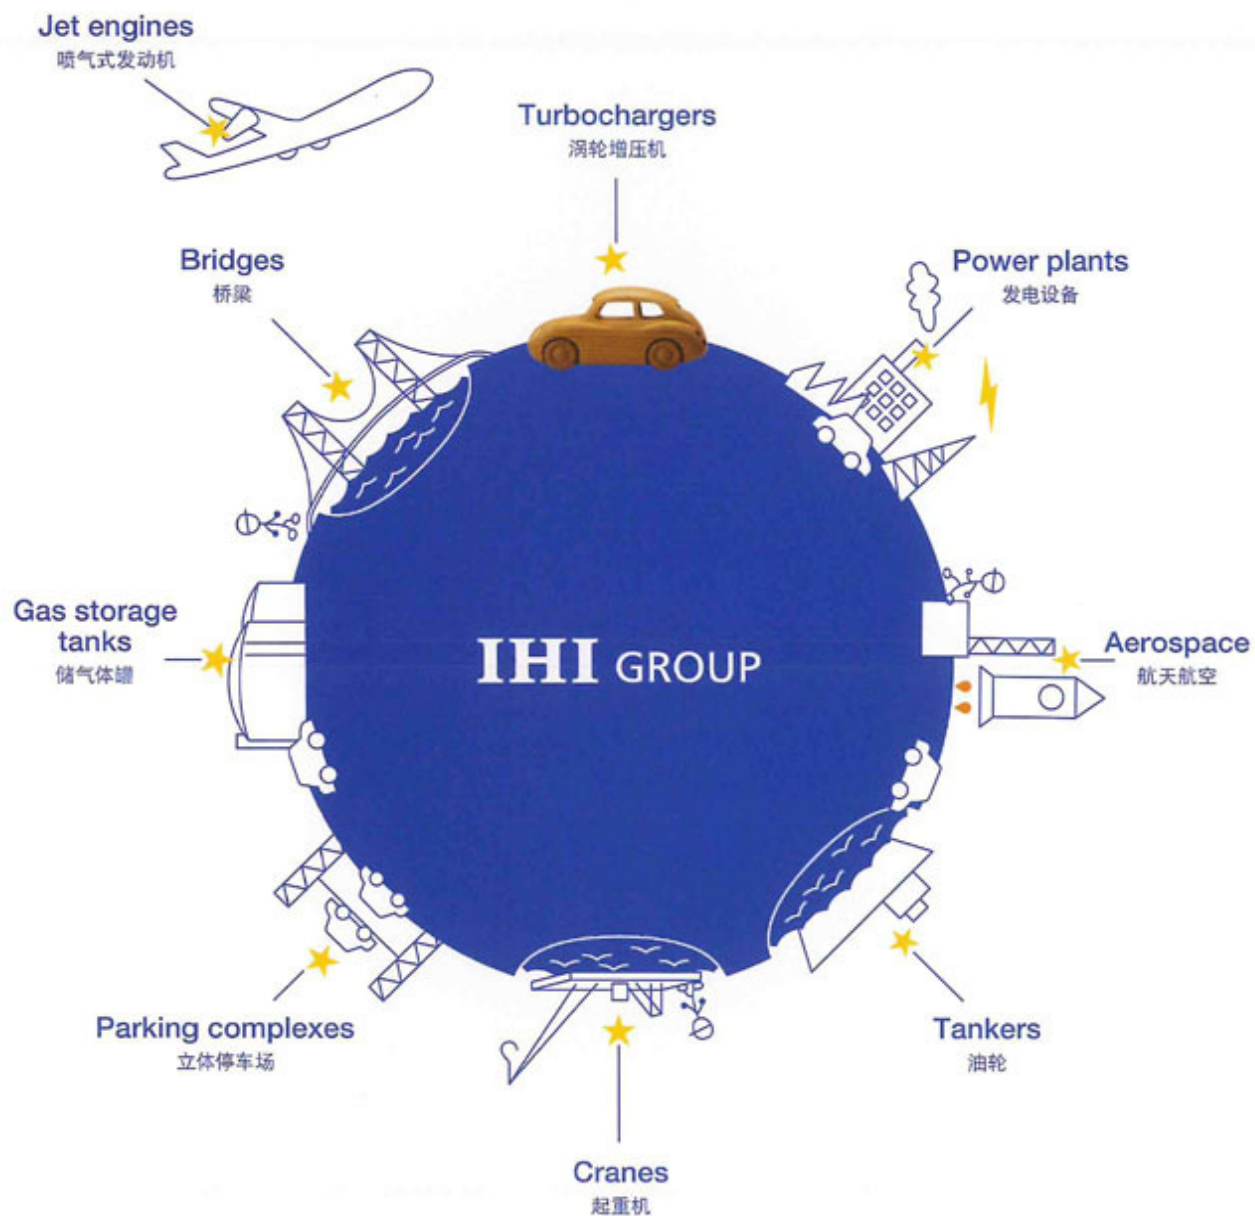 Jet engines
喷气式发动机
Turbochargers
涡轮增压机
Bridges
桥梁
Power plants
发电设备
Gas storage
tanks
储气体罐
IHI GROUP
Aerospace
航天航空
Parking complexes
立体停车场
Tankers
油轮
Cranes
起重机